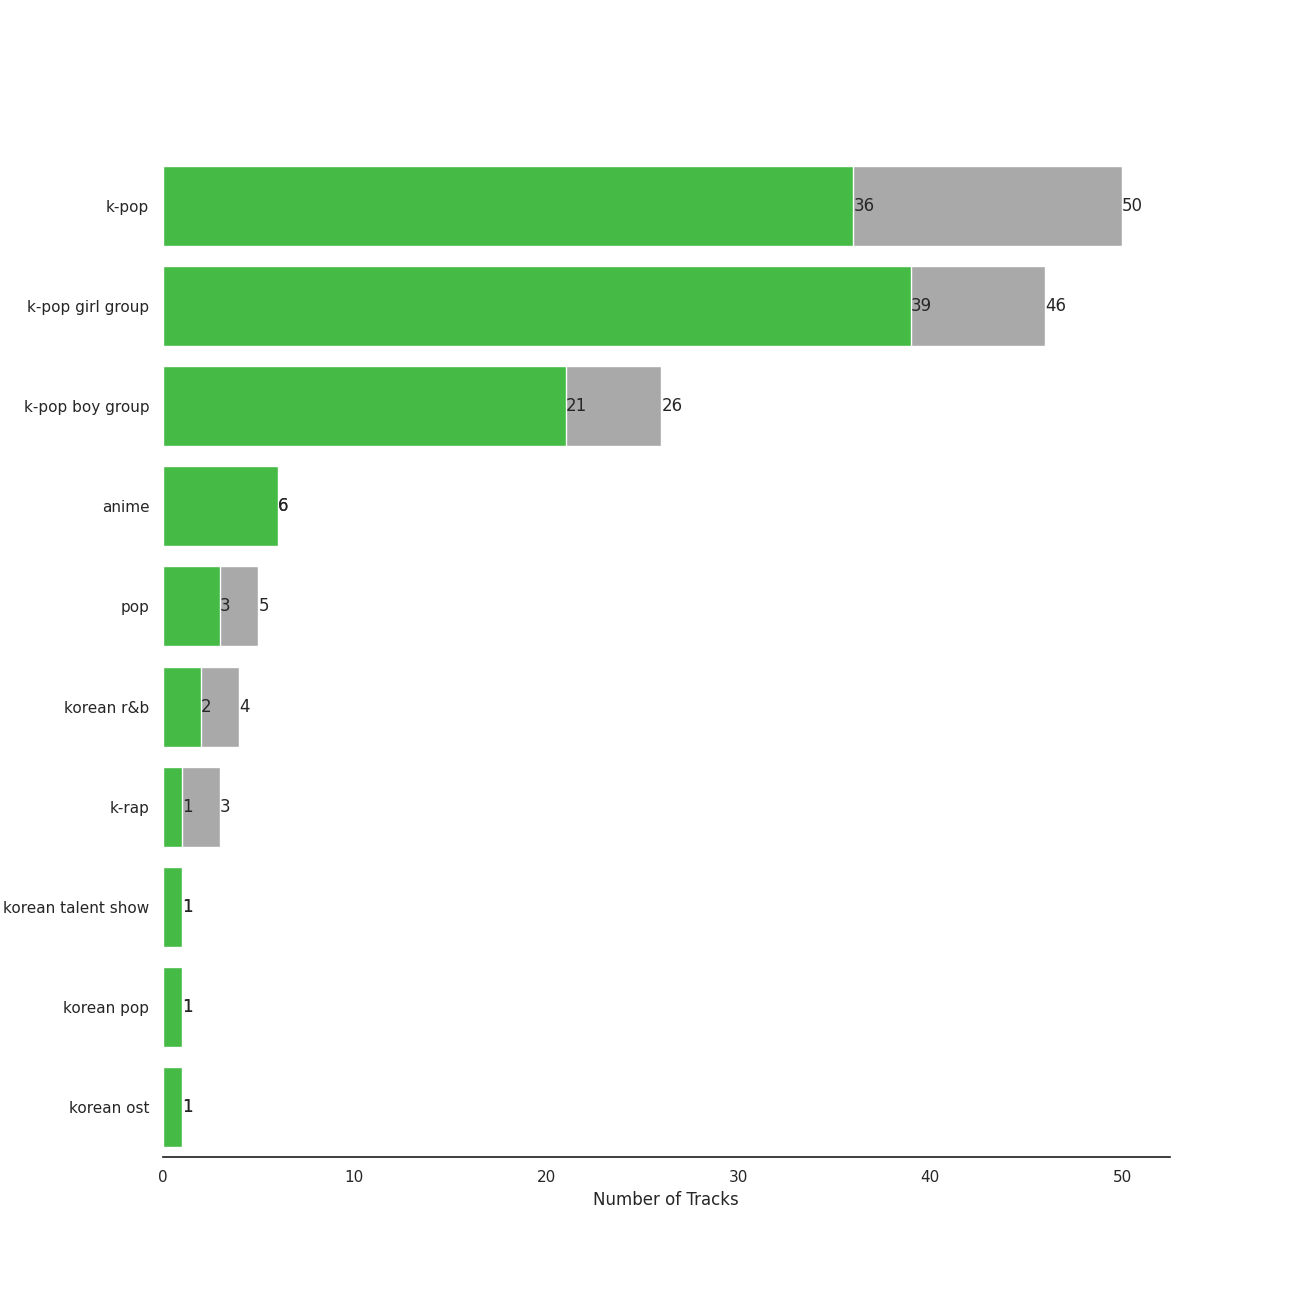 k-pop 36 50
k-pop girl group 39 46
k-pop boy group 21 26
anime 6
pop 3 5
korean r&b 2 4
k-rap 1 3
korean talent show 1
korean pop 1
korean ost 1
0 10 20 30 40 50
Number of Tracks